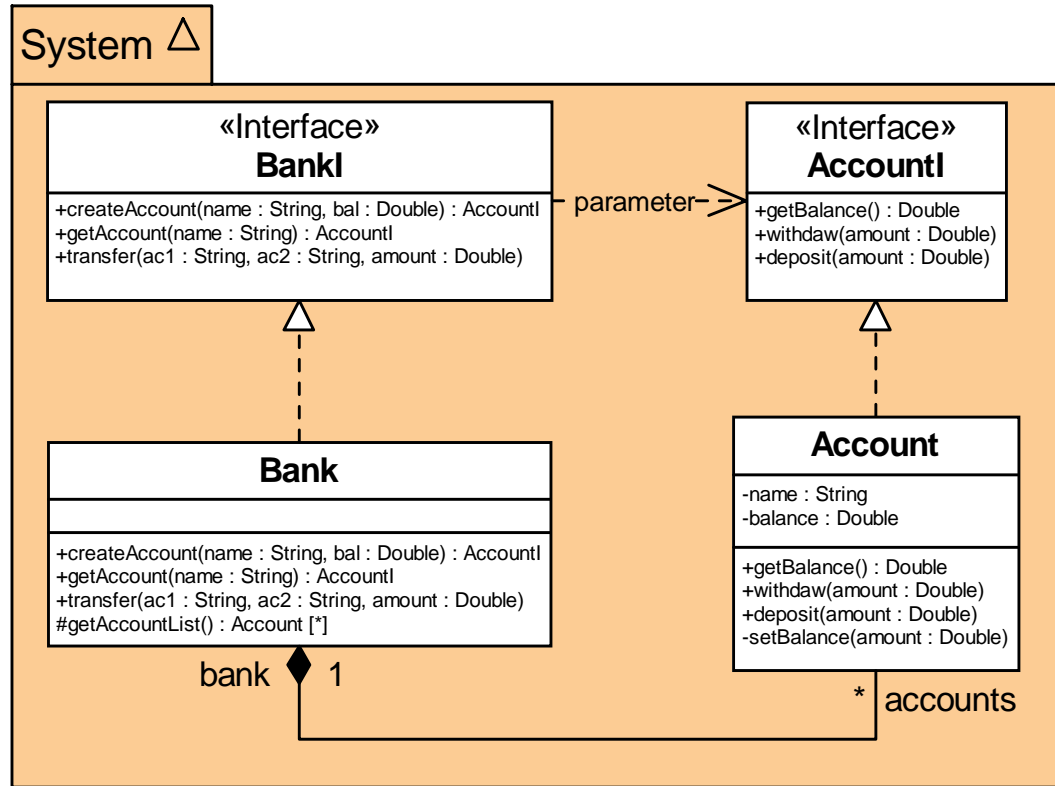 System
«Interface»
BankI
+createAccount(name : String, bal : Double) : AccountI
+getAccount(name : String) : AccountI
+transfer(ac1 : String, ac2 : String, amount : Double)
parameter
«Interface»
AccountI
+getBalance() : Double
+withdaw(amount : Double)
+deposit(amount : Double)
Bank
+createAccount(name : String, bal : Double) : AccountI
+getAccount(name : String) : AccountI
+transfer(ac1 : String, ac2 : String, amount : Double)
#getAccountList() : Account [*]
Account
-name : String
-balance : Double
+getBalance() : Double
+withdaw(amount : Double)
+deposit(amount : Double)
-setBalance(amount : Double)
bank 1
* accounts